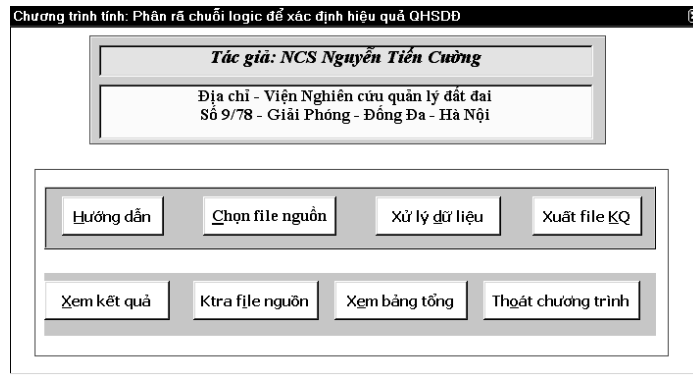 Chương trình tính: Phân rã chuỗi logic để xác định hiệu quả QHSDĐ
Tác giả: NCS Nguyễn Tiến Cường
Địa chỉ - Viện Nghiên cứu quản lý đất đai
Số 9/78 - Giải Phóng - Đống Đa - Hà Nội
Hướng dẫn Chọn file nguồn Xử lý dữ liệu Xuất file KQ
Xem kết quả Ktra file nguồn Xem bảng tổng Thoát chương trình